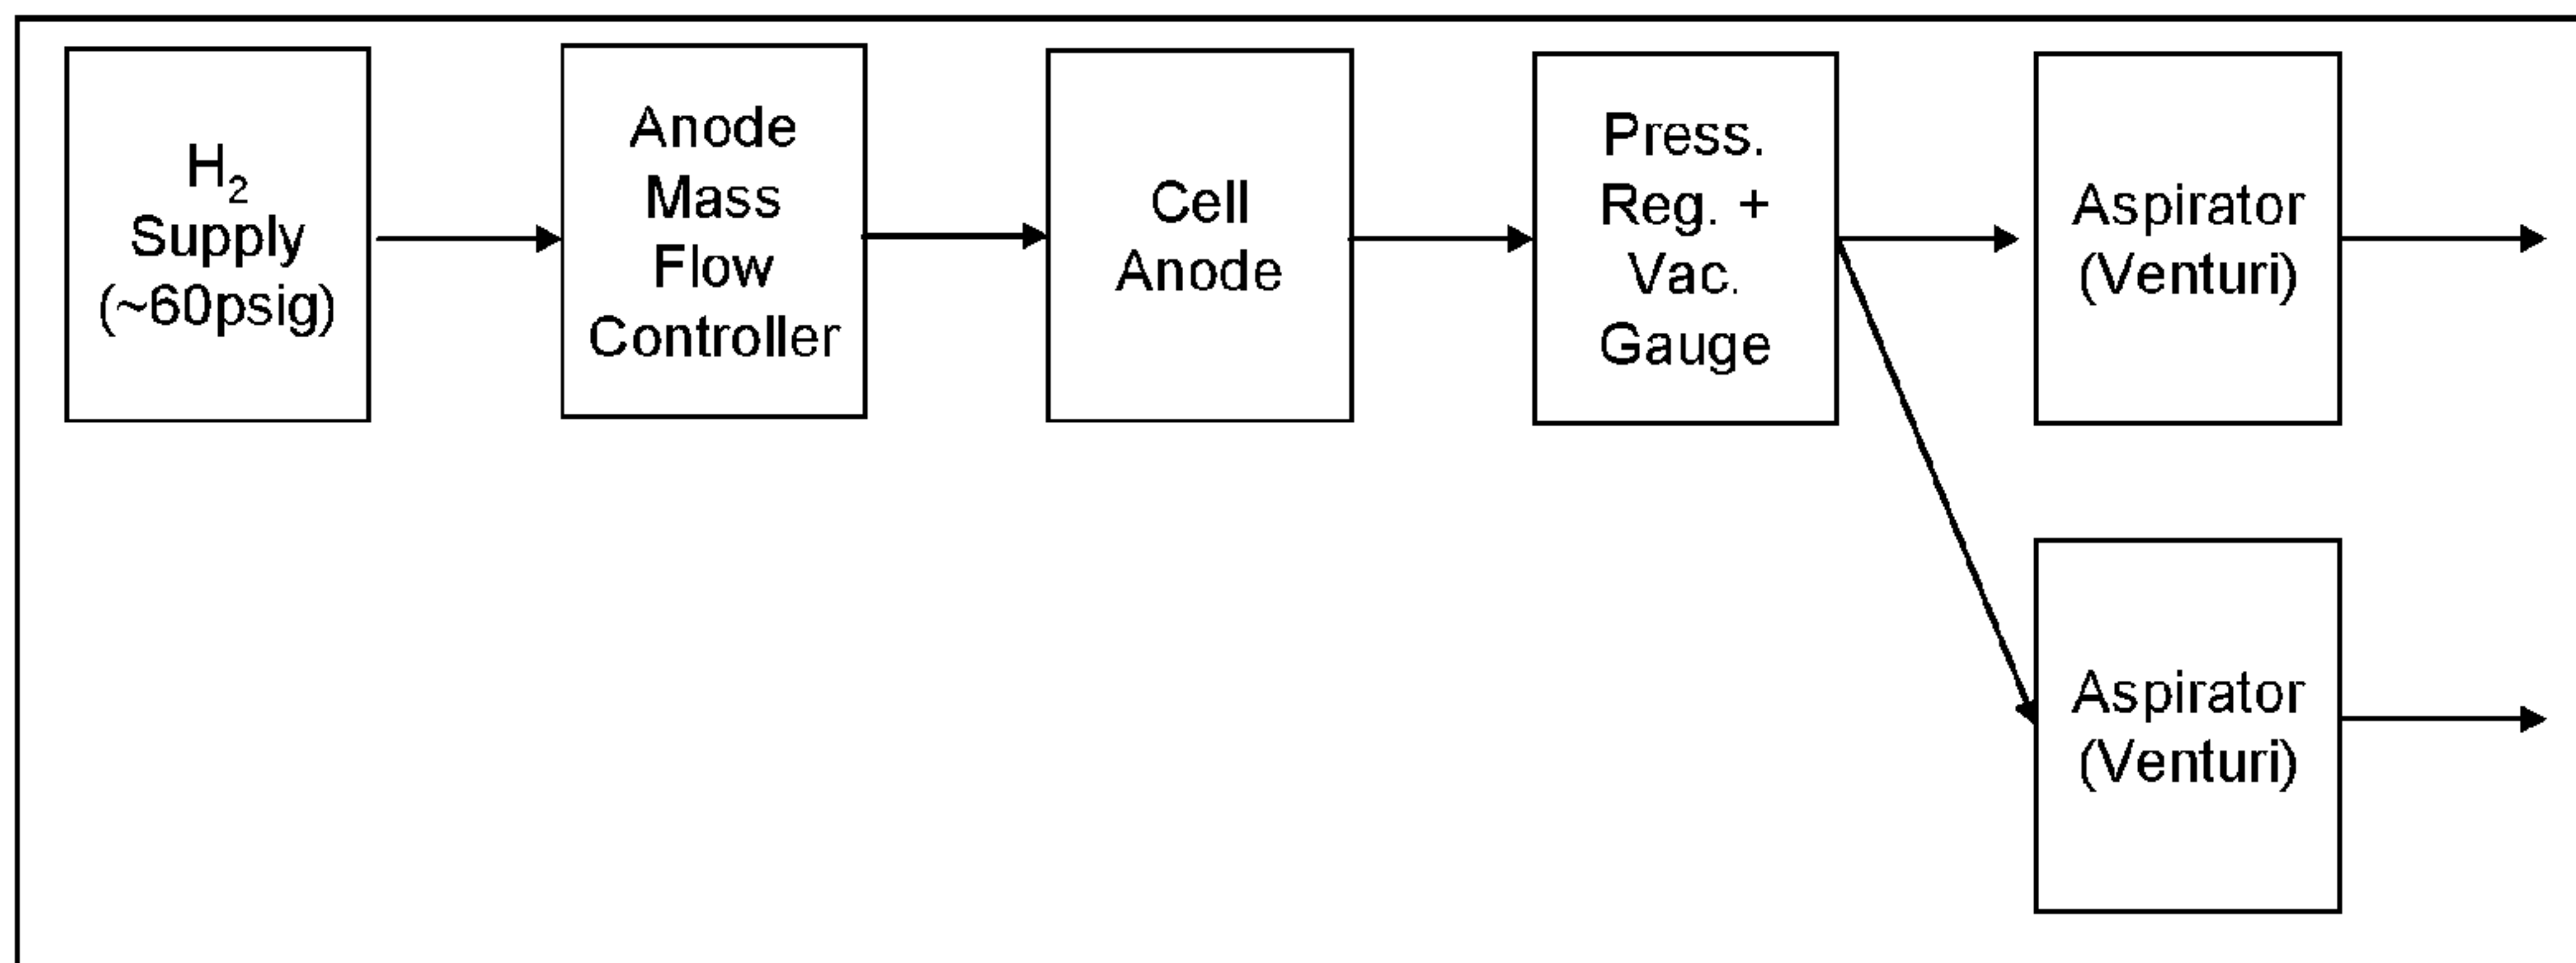 H₂
Supply
(~60psig)
Anode
Mass
Flow
Controller
Cell
Anode
Press.
Reg. +
Vac.
Gauge
Aspirator
(Venturi)
Aspirator
(Venturi)